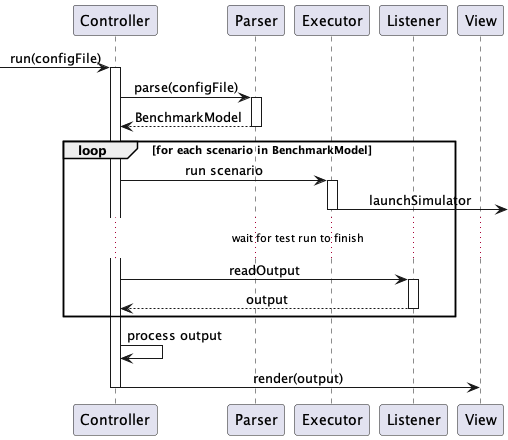 Controller Parser Executor Listener View
run(configFile)
parse(configFile)
BenchmarkModel
loop [for each scenario in BenchmarkModel]
run scenario
launchSimulator
wait for test run to finish
readOutput
output
process output
render(output)
Controller Parser Executor Listener View